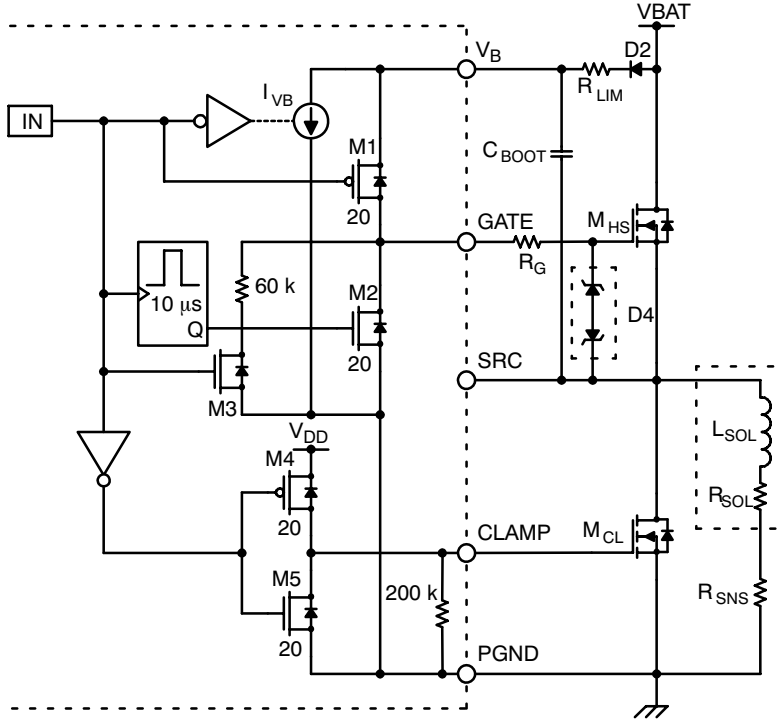 VBAT
V_B
D2
R_LIM
I_VB
IN
C_BOOT
M1
20
GATE
M_HS
R_G
60 k
10 µs
M2
Q
D4
20
SRC
M3
V_DD
L_SOL
M4
R_SOL
20
CLAMP
M_CL
M5
200 k
R_SNS
20
PGND